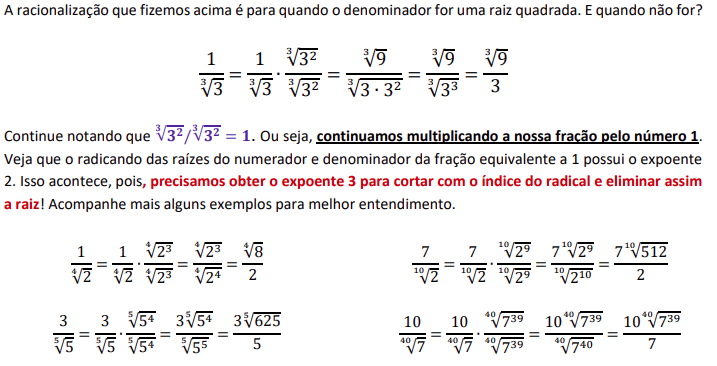 A racionalização que fizemos acima é para quando o denominador for uma raiz quadrada. E quando não for?
1/∛3 = 1/∛3 · ∛3²/∛3² = ∛9/∛(3·3²) = ∛9/∛3³ = ∛9/3
Continue notando que ∛3²/∛3² = 1. Ou seja, continuamos multiplicando a nossa fração pelo número 1.
Veja que o radicando das raízes do numerador e denominador da fração equivalente a 1 possui o expoente
2. Isso acontece, pois, precisamos obter o expoente 3 para cortar com o índice do radical e eliminar assim
a raiz! Acompanhe mais alguns exemplos para melhor entendimento.
1/⁴√2 = 1/⁴√2 · ⁴√2³/⁴√2³ = ⁴√2³/⁴√2⁴ = ⁴√8/2
7/¹⁰√2 = 7/¹⁰√2 · ¹⁰√2⁹/¹⁰√2⁹ = 7¹⁰√2⁹/¹⁰√2¹⁰ = 7¹⁰√512/2
3/⁵√5 = 3/⁵√5 · ⁵√5⁴/⁵√5⁴ = 3⁵√5⁴/⁵√5⁵ = 3⁵√625/5
10/⁴⁰√7 = 10/⁴⁰√7 · ⁴⁰√7³⁹/⁴⁰√7³⁹ = 10⁴⁰√7³⁹/⁴⁰√7⁴⁰ = 10⁴⁰√7³⁹/7